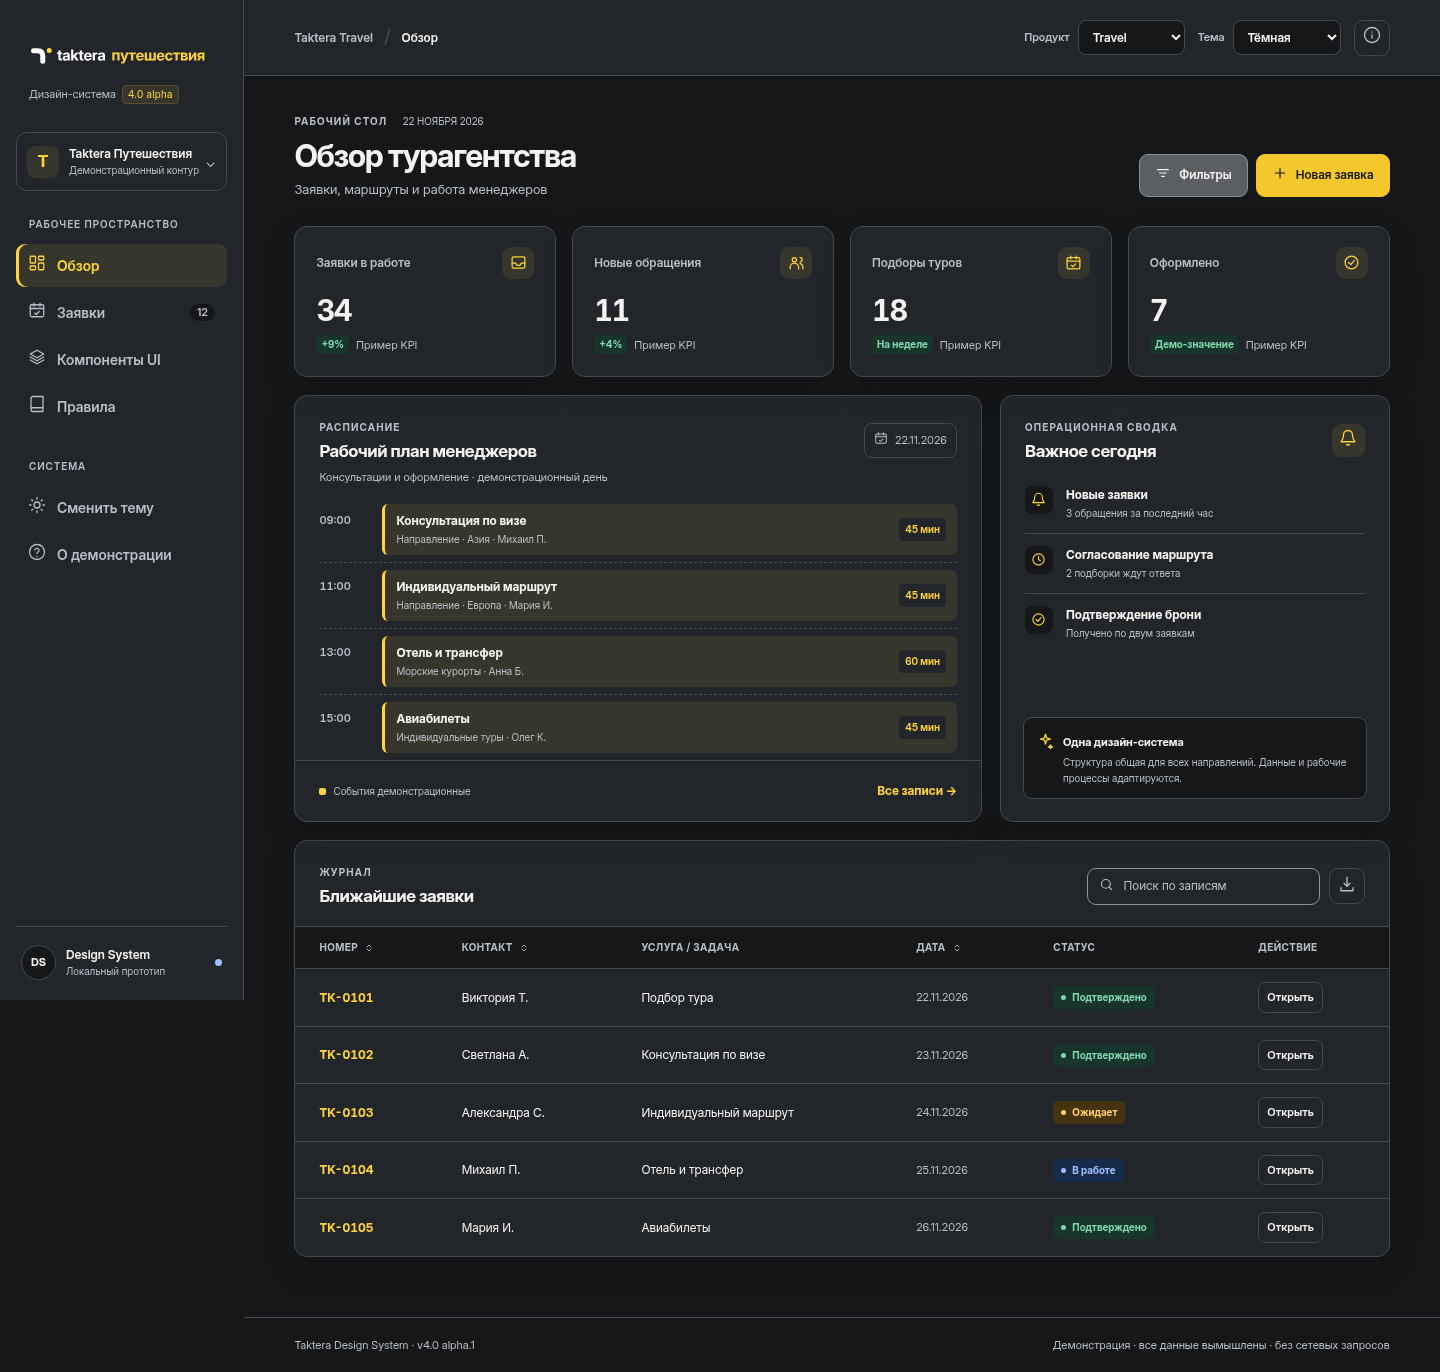 taktera путешествия
Дизайн-система 4.0 alpha
T
Taktera Путешествия
Демонстрационный контур
РАБОЧЕЕ ПРОСТРАНСТВО
Обзор
Заявки 12
Компоненты UI
Правила
СИСТЕМА
Сменить тему
О демонстрации
DS
Design System
Локальный прототип
Taktera Travel / Обзор
Продукт Travel Тема Тёмная
РАБОЧИЙ СТОЛ 22 НОЯБРЯ 2026
Обзор турагентства
Заявки, маршруты и работа менеджеров
Фильтры
Новая заявка
Заявки в работе
34
+9% Пример KPI
Новые обращения
11
+4% Пример KPI
Подборы туров
18
На неделе Пример KPI
Оформлено
7
Демо-значение Пример KPI
РАСПИСАНИЕ
Рабочий план менеджеров
Консультации и оформление · демонстрационный день
22.11.2026
09:00
Консультация по визе
Направление · Азия · Михаил П.
45 мин
11:00
Индивидуальный маршрут
Направление · Европа · Мария И.
45 мин
13:00
Отель и трансфер
Морские курорты · Анна Б.
60 мин
15:00
Авиабилеты
Индивидуальные туры · Олег К.
45 мин
События демонстрационные
Все записи →
ОПЕРАЦИОННАЯ СВОДКА
Важное сегодня
Новые заявки
3 обращения за последний час
Согласование маршрута
2 подборки ждут ответа
Подтверждение брони
Получено по двум заявкам
Одна дизайн-система
Структура общая для всех направлений. Данные и рабочие
процессы адаптируются.
ЖУРНАЛ
Ближайшие заявки
Поиск по записям
НОМЕР КОНТАКТ УСЛУГА / ЗАДАЧА ДАТА СТАТУС ДЕЙСТВИЕ
TK-0101 Виктория Т. Подбор тура 22.11.2026 Подтверждено Открыть
TK-0102 Светлана А. Консультация по визе 23.11.2026 Подтверждено Открыть
TK-0103 Александра С. Индивидуальный маршрут 24.11.2026 Ожидает Открыть
TK-0104 Михаил П. Отель и трансфер 25.11.2026 В работе Открыть
TK-0105 Мария И. Авиабилеты 26.11.2026 Подтверждено Открыть
Taktera Design System · v4.0 alpha.1
Демонстрация · все данные вымышлены · без сетевых запросов